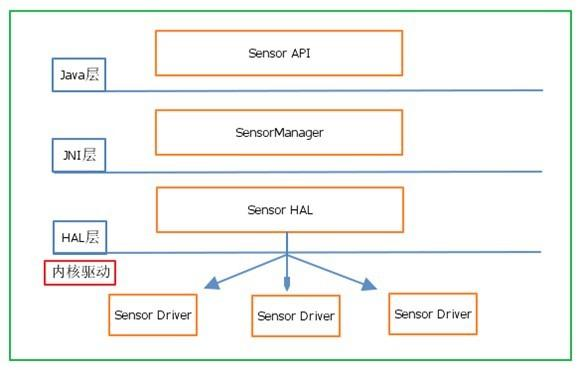 Sensor API
Java层
SensorManager
JNI层
Sensor HAL
HAL层
内核驱动
Sensor Driver
Sensor Driver
Sensor Driver